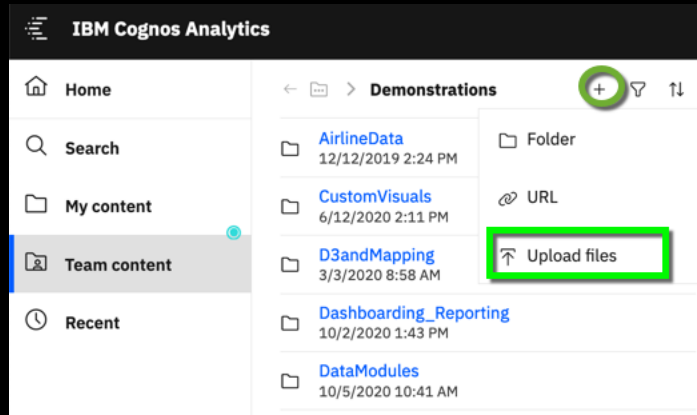 IBM Cognos Analytics
Home
Search
My content
Team content
Recent
Demonstrations
AirlineData
12/12/2019 2:24 PM
CustomVisuals
6/12/2020 2:11 PM
D3andMapping
3/3/2020 8:58 AM
Dashboarding_Reporting
10/2/2020 1:43 PM
DataModules
10/5/2020 10:41 AM
Folder
URL
Upload files